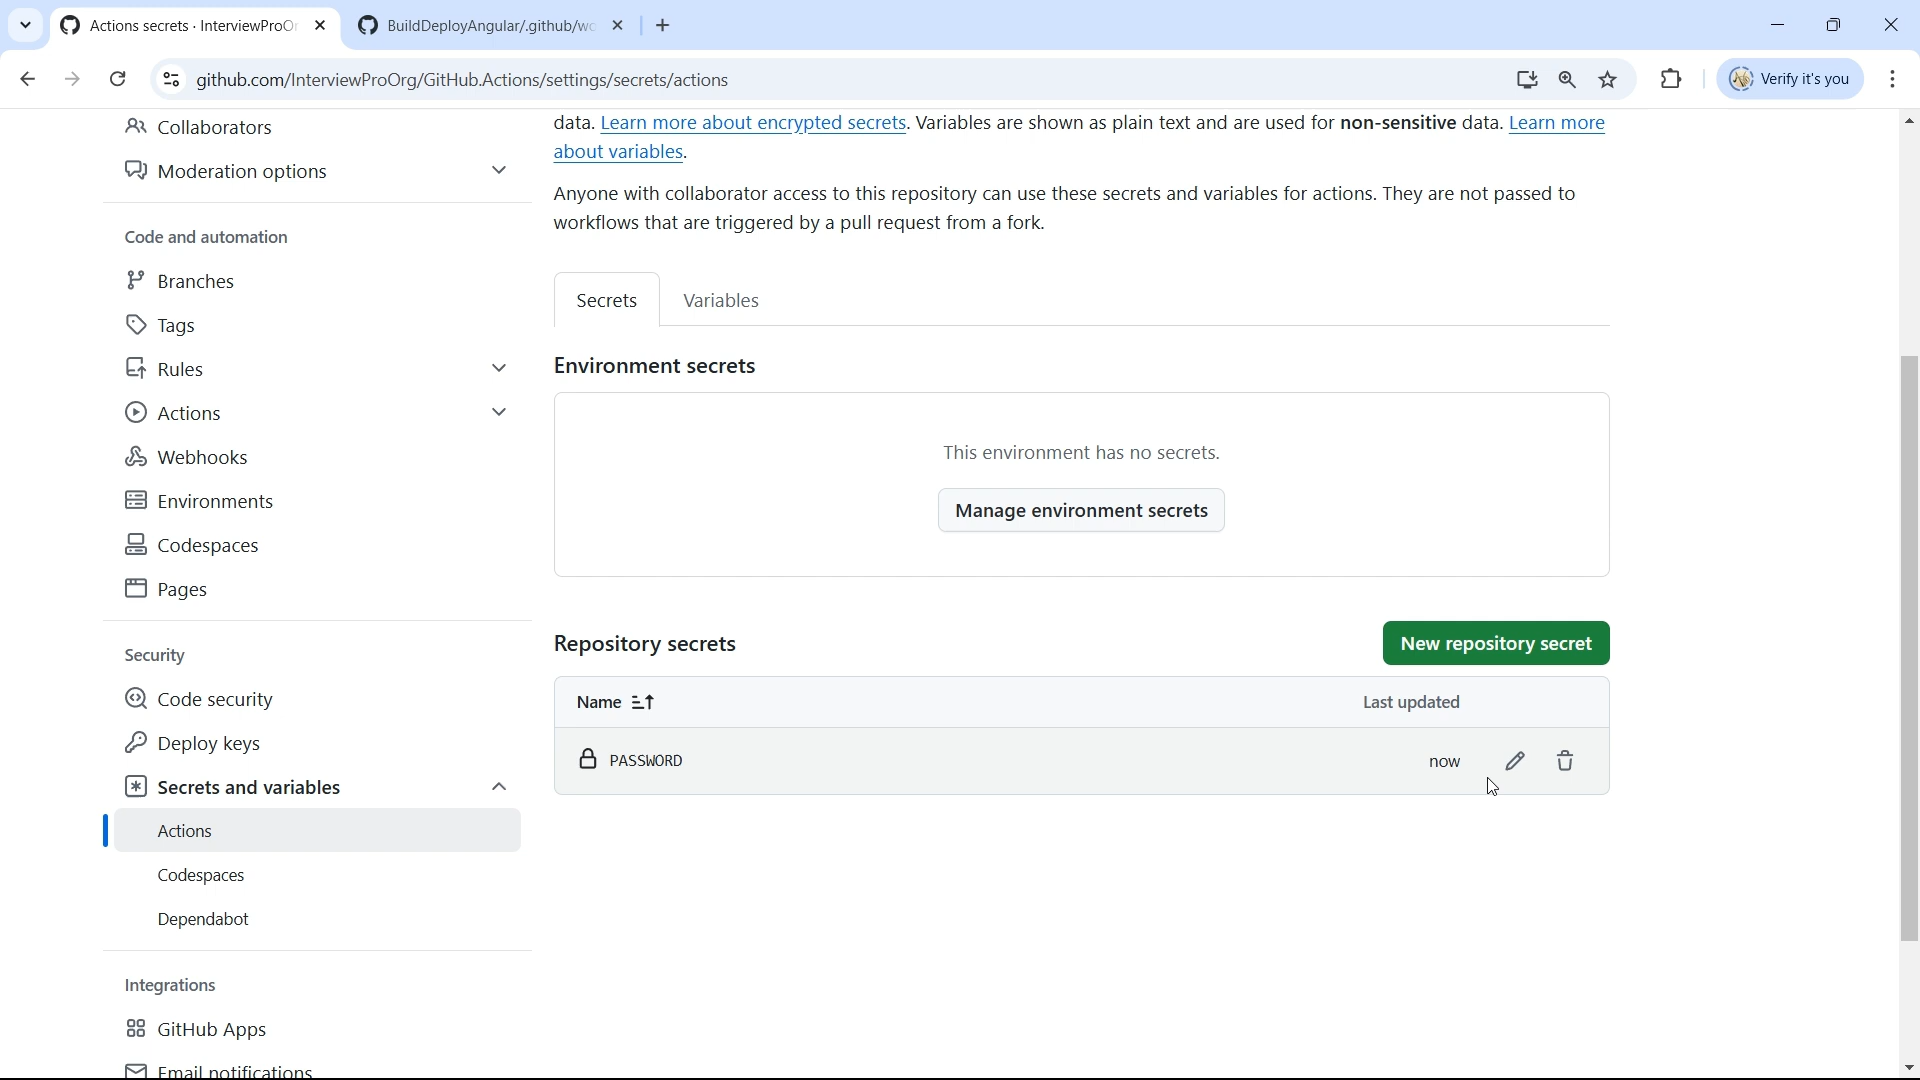 Actions secrets · InterviewProOr
BuildDeployAngular/.github/wo
github.com/InterviewProOrg/GitHub.Actions/settings/secrets/actions
Verify it's you
Collaborators
Moderation options
Code and automation
Branches
Tags
Rules
Actions
Webhooks
Environments
Codespaces
Pages
Security
Code security
Deploy keys
Secrets and variables
Actions
Codespaces
Dependabot
Integrations
GitHub Apps
Email notifications
data. Learn more about encrypted secrets. Variables are shown as plain text and are used for non-sensitive data. Learn more
about variables.
Anyone with collaborator access to this repository can use these secrets and variables for actions. They are not passed to
workflows that are triggered by a pull request from a fork.
Secrets Variables
Environment secrets
This environment has no secrets.
Manage environment secrets
Repository secrets
New repository secret
Name Last updated
PASSWORD now